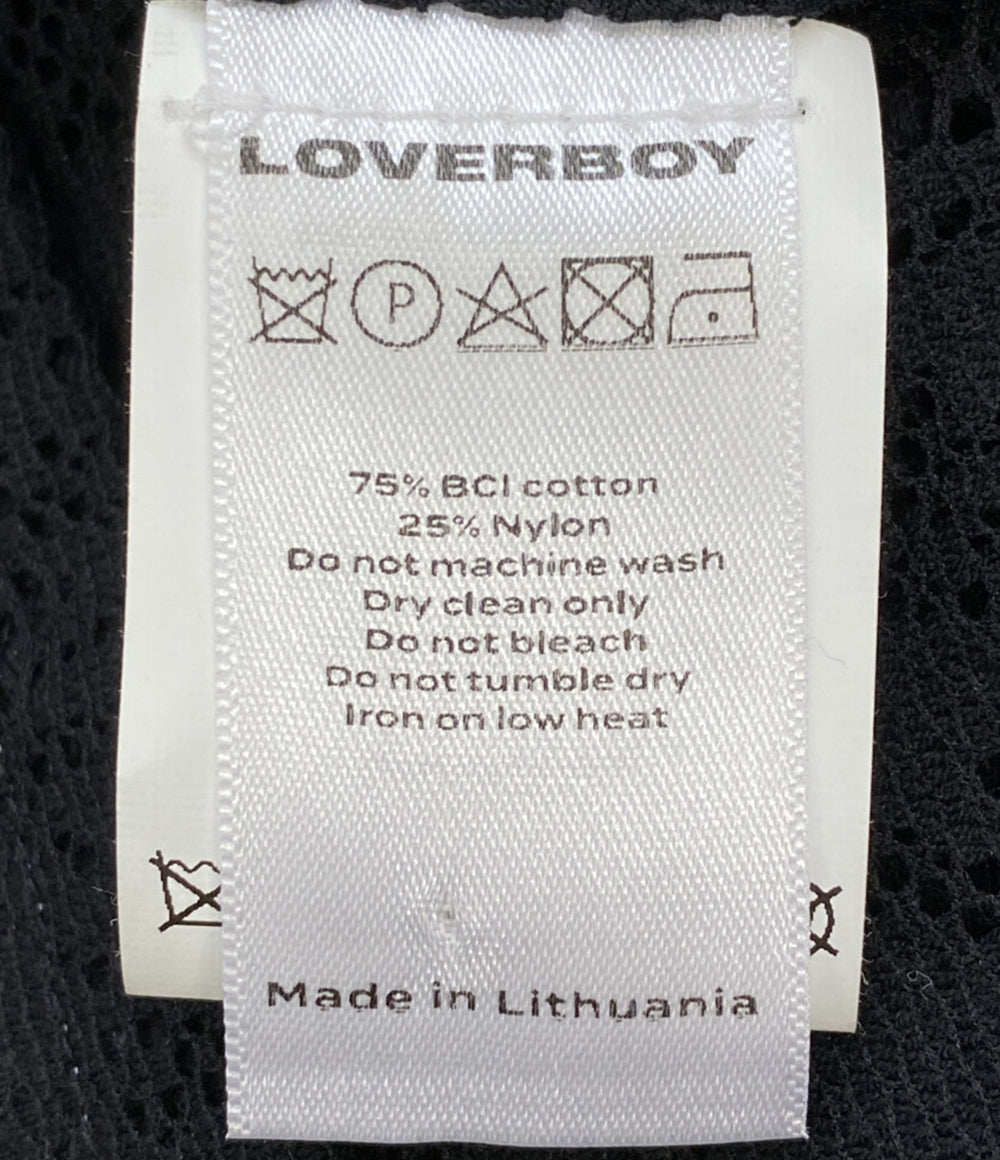 LOVERBOY
P
75% BCI cotton
25% Nylon
Do not machine wash
Dry clean only
Do not bleach
Do not tumble dry
Iron on low heat
Made in Lithuania